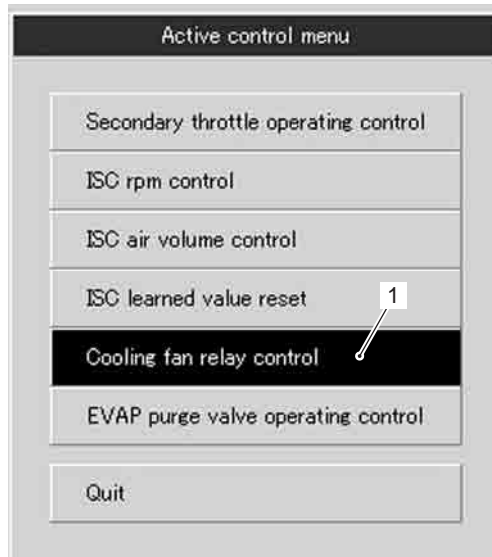 Active control menu
Secondary throttle operating control
ISC rpm control
ISC air volume control
ISC learned value reset
1
Cooling fan relay control
EVAP purge valve operating control
Quit